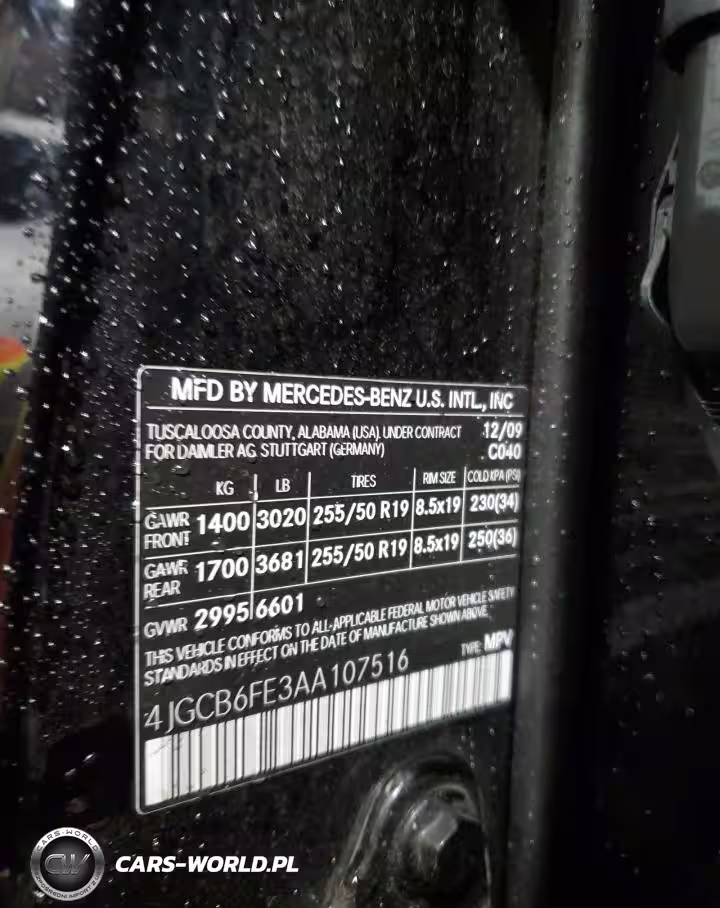 MFD BY MERCEDES-BENZ U.S. INTL., INC
TUSCALOOSA COUNTY, ALABAMA (USA), UNDER CONTRACT 12/09
FOR DAIMLER AG STUTTGART (GERMANY) C040
KG LB TIRES RIM SIZE COLD KPA (PSI)
GAWR FRONT 1400 3020 255/50 R19 8.5x19 230(34)
GAWR REAR 1700 3681 255/50 R19 8.5x19 250(36)
GVWR 2995 6601
THIS VEHICLE CONFORMS TO ALL-APPLICABLE FEDERAL MOTOR VEHICLE SAFETY
STANDARDS IN EFFECT ON THE DATE OF MANUFACTURE SHOWN ABOVE.
TYPE: MPV
4JGCB6FE3AA107516
CARS-WORLD
CW
CARS-WORLD.PL